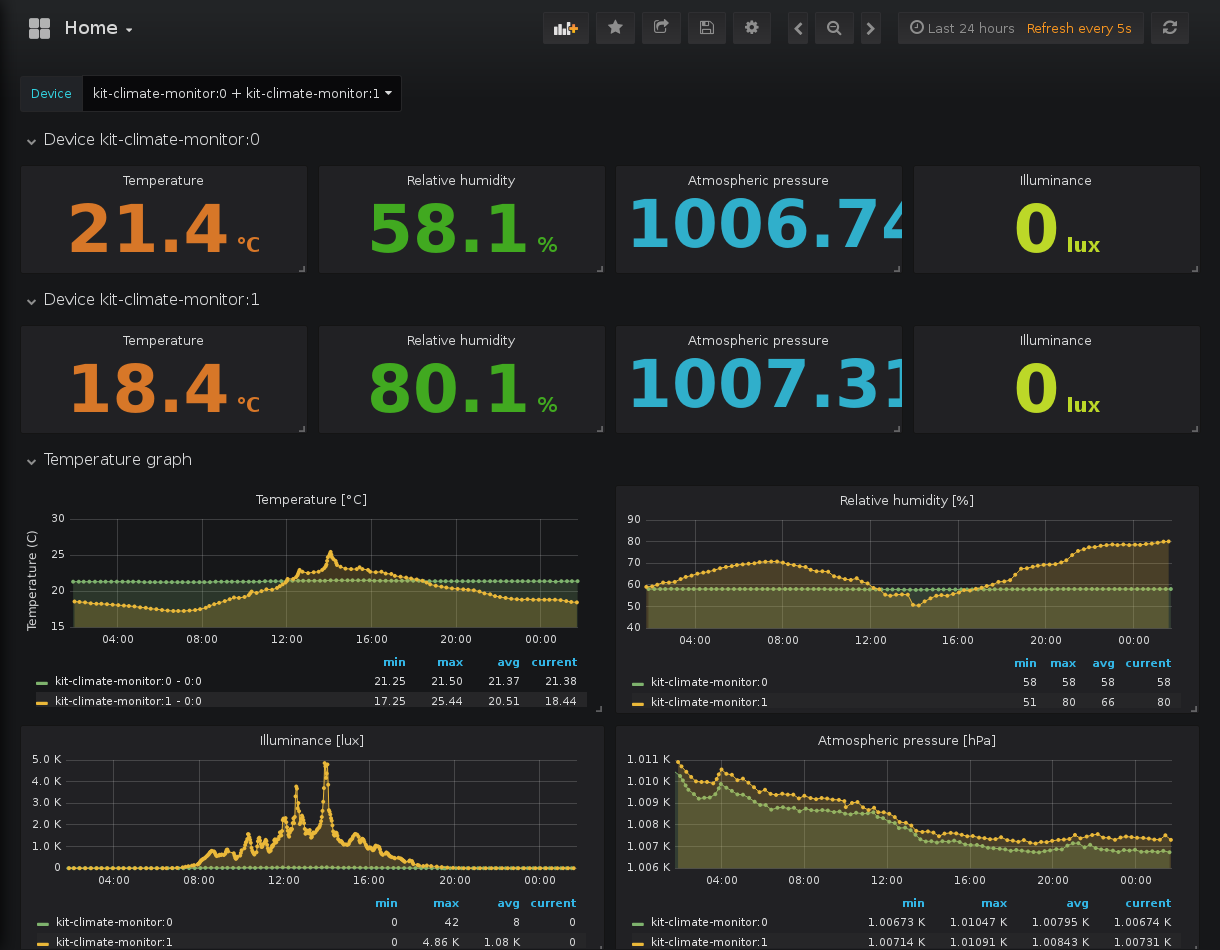 Home
Last 24 hours Refresh every 5s
Device kit-climate-monitor:0 + kit-climate-monitor:1
Device kit-climate-monitor:0
Temperature Relative humidity Atmospheric pressure Illuminance
21.4 °C 58.1 % 1006.74 0 lux
Device kit-climate-monitor:1
Temperature Relative humidity Atmospheric pressure Illuminance
18.4 °C 80.1 % 1007.31 0 lux
Temperature graph
Temperature [°C]
Temperature (C)
30
25
20
15
04:00 08:00 12:00 16:00 20:00 00:00
min max avg current
kit-climate-monitor:0 - 0:0 21.25 21.50 21.37 21.38
kit-climate-monitor:1 - 0:0 17.25 25.44 20.51 18.44
Relative humidity [%]
90
80
70
60
50
40
04:00 08:00 12:00 16:00 20:00 00:00
min max avg current
kit-climate-monitor:0 58 58 58 58
kit-climate-monitor:1 51 80 66 80
Illuminance [lux]
5.0 K
4.0 K
3.0 K
2.0 K
1.0 K
0
04:00 08:00 12:00 16:00 20:00 00:00
min max avg current
kit-climate-monitor:0 0 42 8 0
kit-climate-monitor:1 0 4.86 K 1.08 K 0
Atmospheric pressure [hPa]
1.011 K
1.010 K
1.009 K
1.008 K
1.007 K
1.006 K
04:00 08:00 12:00 16:00 20:00 00:00
min max avg current
kit-climate-monitor:0 1.00673 K 1.01047 K 1.00795 K 1.00674 K
kit-climate-monitor:1 1.00714 K 1.01091 K 1.00843 K 1.00731 K